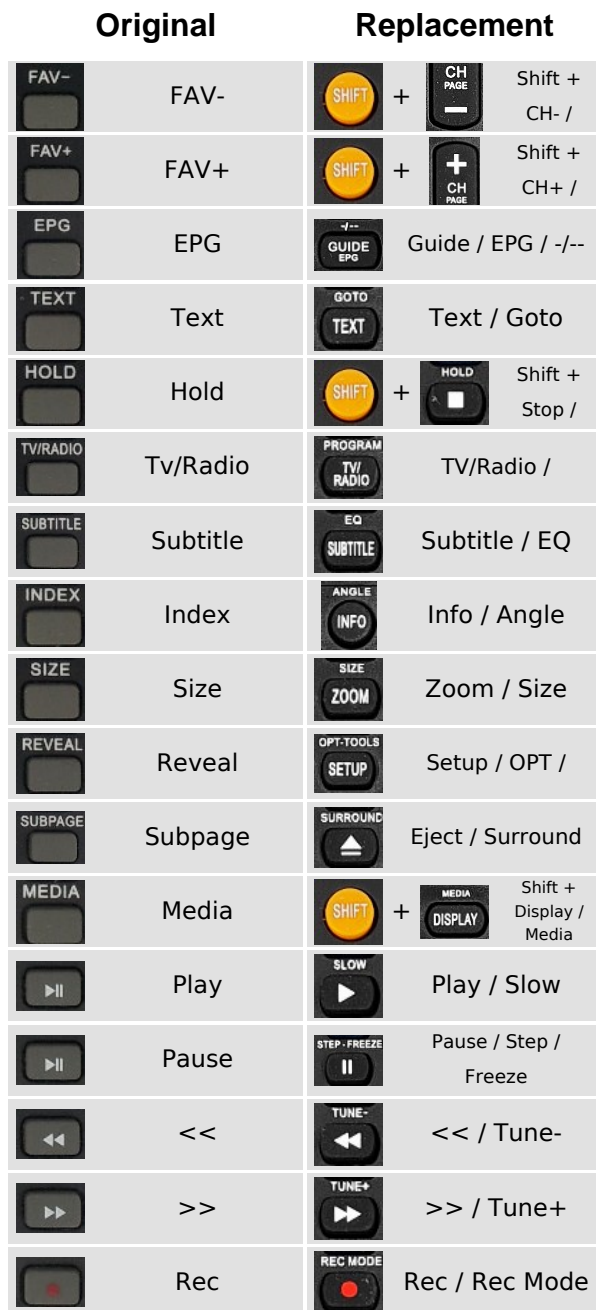 Original Replacement
FAV- FAV- SHIFT + CH PAGE Shift +
CH- /
FAV+ FAV+ SHIFT + CH PAGE Shift +
CH+ /
EPG EPG -/-- GUIDE EPG Guide / EPG / -/--
TEXT Text GOTO TEXT Text / Goto
HOLD Hold SHIFT + HOLD Shift +
Stop /
TV/RADIO Tv/Radio PROGRAM TV/ RADIO TV/Radio /
SUBTITLE Subtitle EQ SUBTITLE Subtitle / EQ
INDEX Index ANGLE INFO Info / Angle
SIZE Size SIZE ZOOM Zoom / Size
REVEAL Reveal OPT-TOOLS SETUP Setup / OPT /
SUBPAGE Subpage SURROUND Eject / Surround
MEDIA Media SHIFT + MEDIA DISPLAY Shift +
Display /
Media
Play SLOW Play / Slow
Pause STEP-FREEZE Pause / Step /
Freeze
<< TUNE- << / Tune-
>> TUNE+ >> / Tune+
Rec REC MODE Rec / Rec Mode